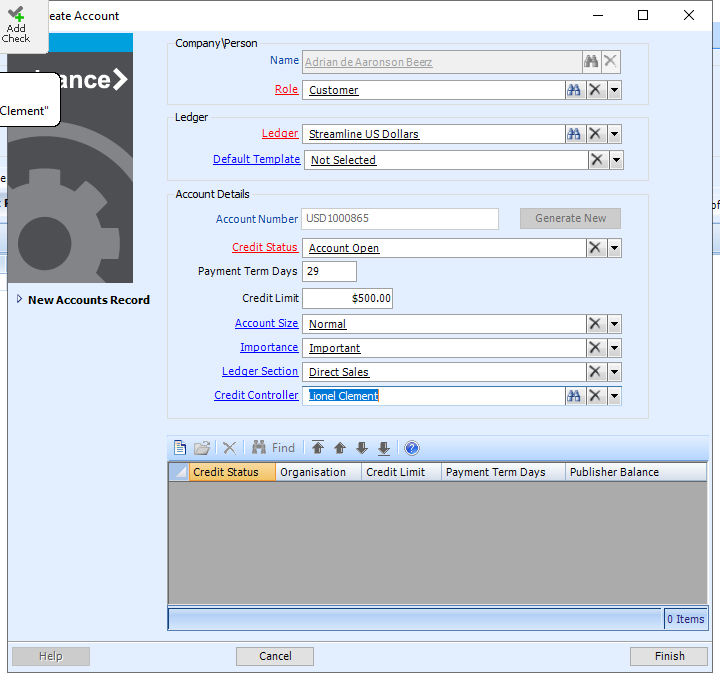 Add
Check
eate Account
ance
Clement"
Company\Person
Name Adrian de Aaronson Beerz
Role Customer
Ledger
Ledger Streamline US Dollars
Default Template Not Selected
Account Details
Account Number USD1000865 Generate New
Credit Status Account Open
Payment Term Days 29
Credit Limit $500.00
Account Size Normal
Importance Important
Ledger Section Direct Sales
Credit Controller Lionel Clement
New Accounts Record
Find
Credit Status Organisation Credit Limit Payment Term Days Publisher Balance
0 Items
Help Cancel Finish